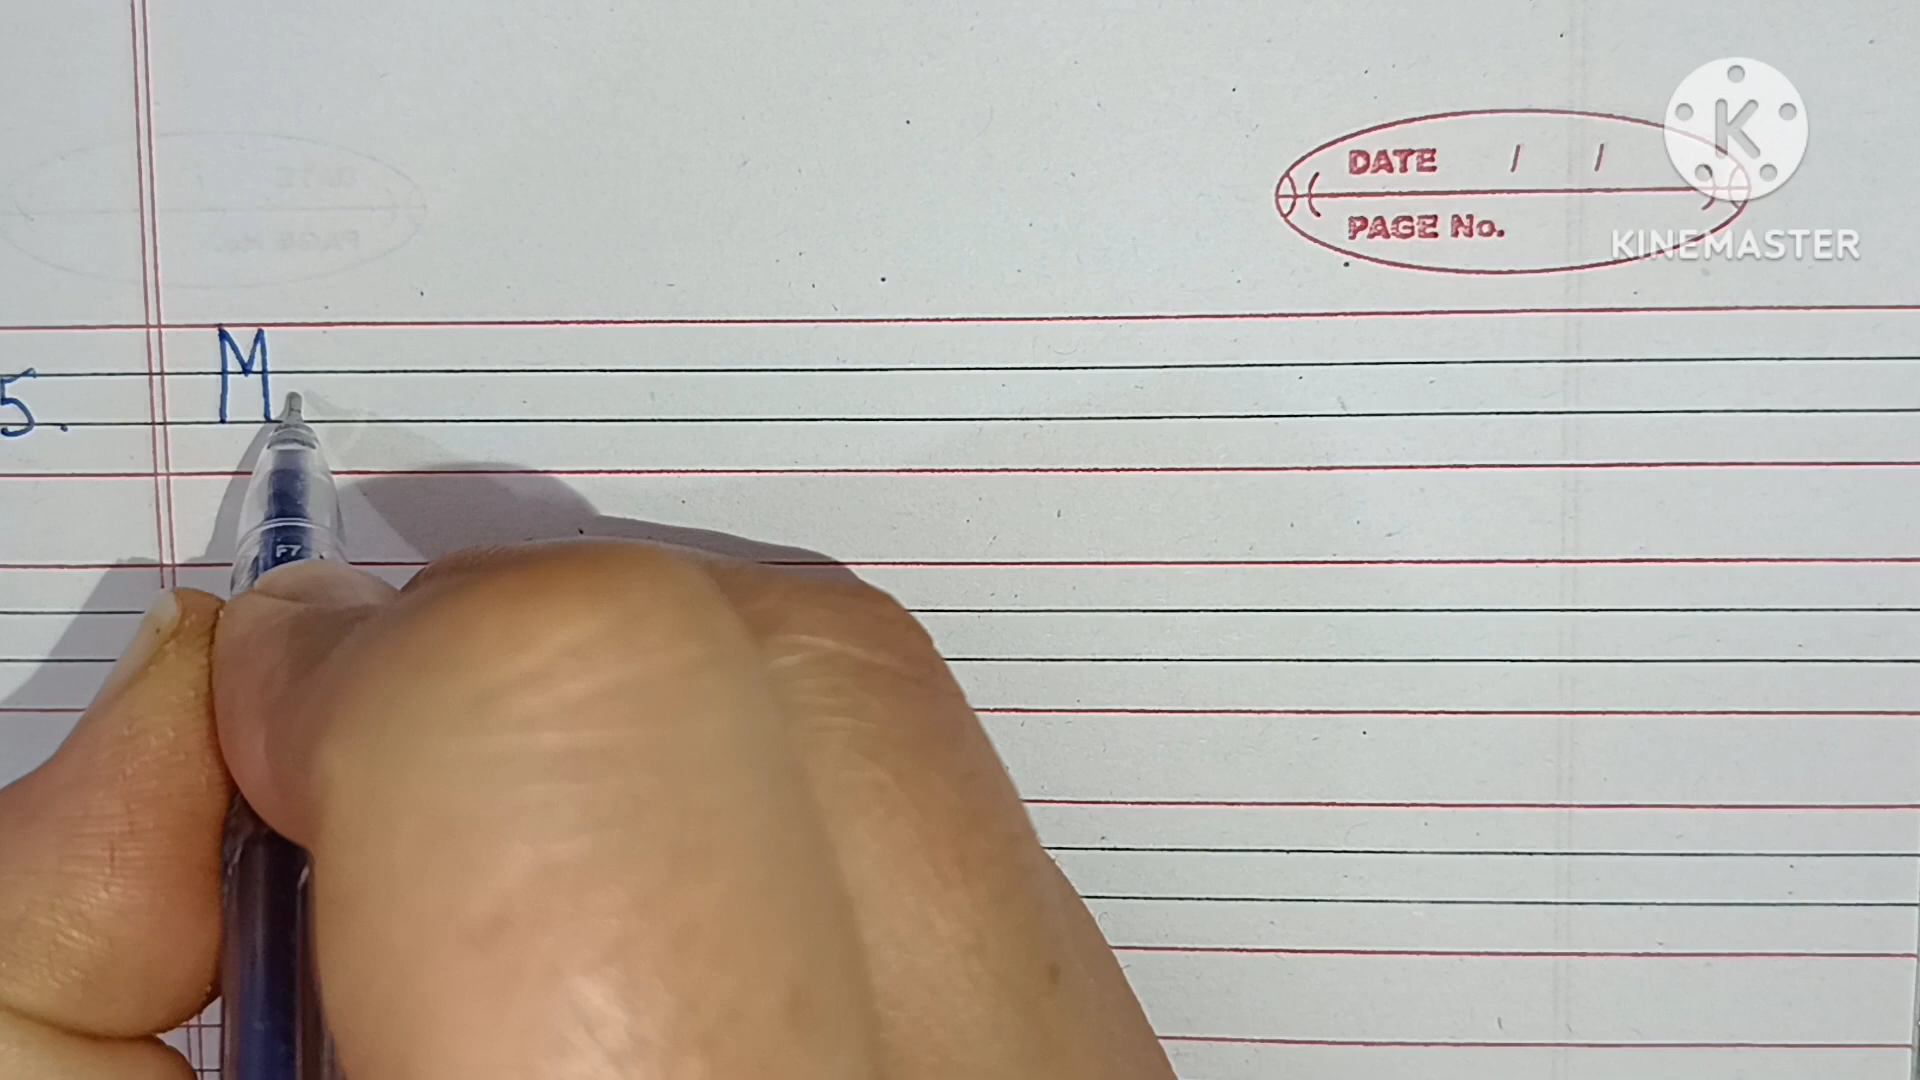 DATE / /
PAGE No.
K
KINEMASTER
5. M
F7